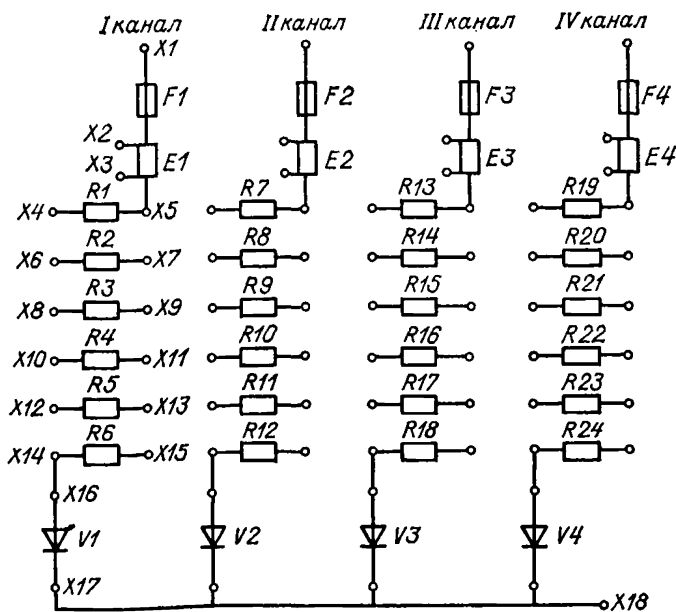 I канал II канал III канал IV канал
X1
F1 F2 F3 F4
X2
X3 E1 E2 E3 E4
R1 R7 R13 R19
X4 X5
R2 R8 R14 R20
X6 X7
R3 R9 R15 R21
X8 X9
R4 R10 R16 R22
X10 X11
R5 R11 R17 R23
X12 X13
R6 R12 R18 R24
X14 X15
X16
V1 V2 V3 V4
X17
X18